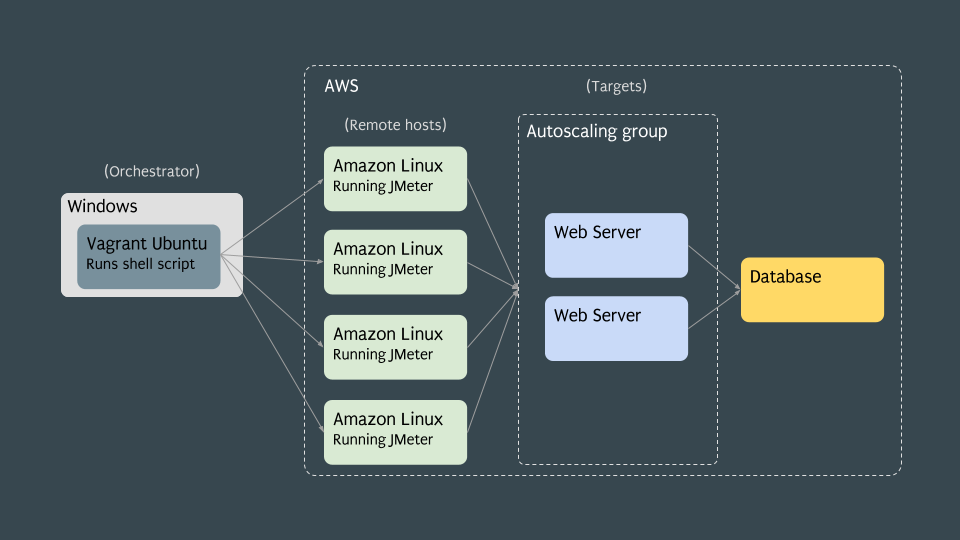 AWS
(Targets)
(Remote hosts)
Autoscaling group
(Orchestrator)
Windows
Vagrant Ubuntu
Runs shell script
Amazon Linux
Running JMeter
Amazon Linux
Running JMeter
Amazon Linux
Running JMeter
Amazon Linux
Running JMeter
Web Server
Web Server
Database